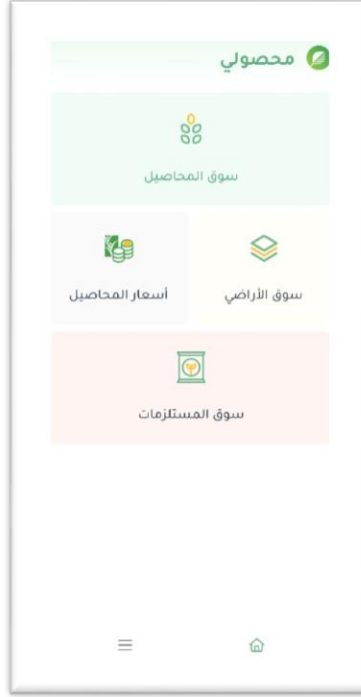 محصولي
سوق المحاصيل
سوق الأراضي
أسعار المحاصيل
سوق المستلزمات